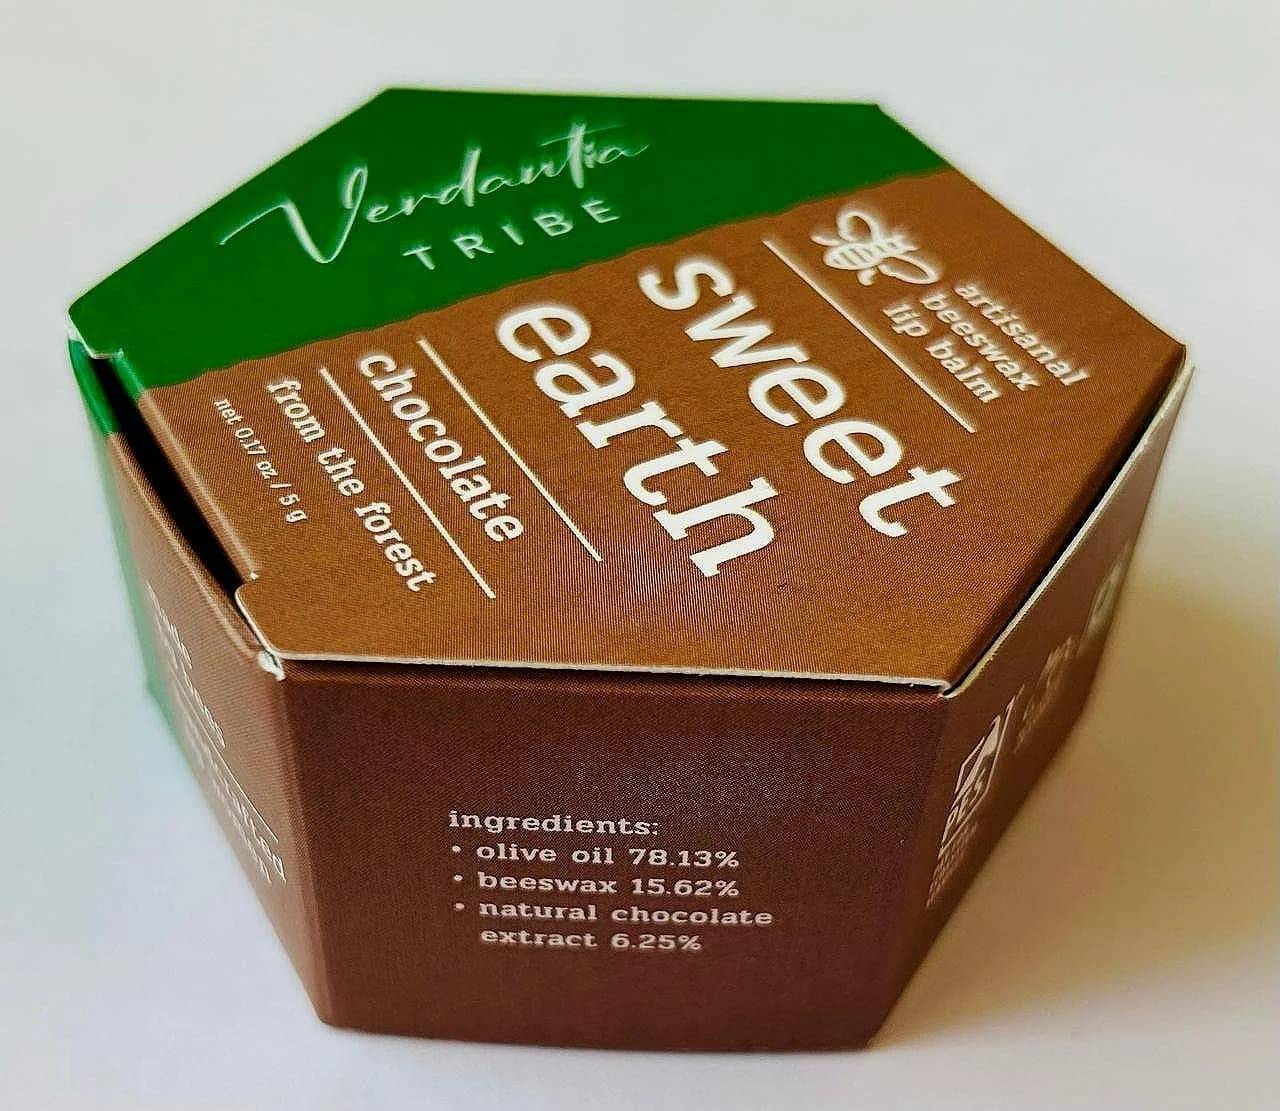 Verdantia
TRIBE
artisanal
beeswax
lip balm
sweet
earth
chocolate
from the forest
net 0.17 oz / 5 g
ingredients:
• olive oil 78.13%
• beeswax 15.62%
• natural chocolate
extract 6.25%